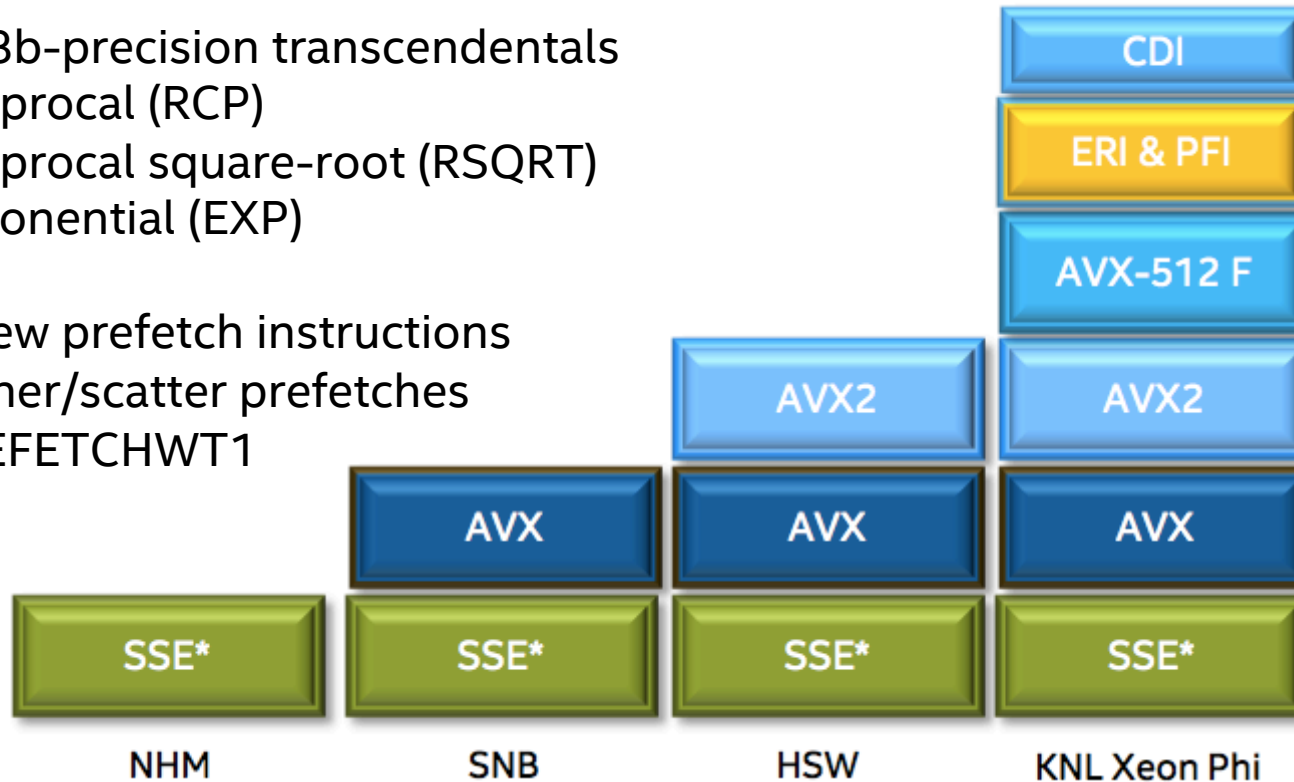 8b-precision transcendentals
procal (RCP)
procal square-root (RSQRT)
onential (EXP)
ew prefetch instructions
her/scatter prefetches
EFETCHWT1
CDI
ERI & PFI
AVX-512 F
AVX2
AVX2
AVX
AVX
AVX
SSE*
SSE*
SSE*
SSE*
NHM
SNB
HSW
KNL Xeon Phi